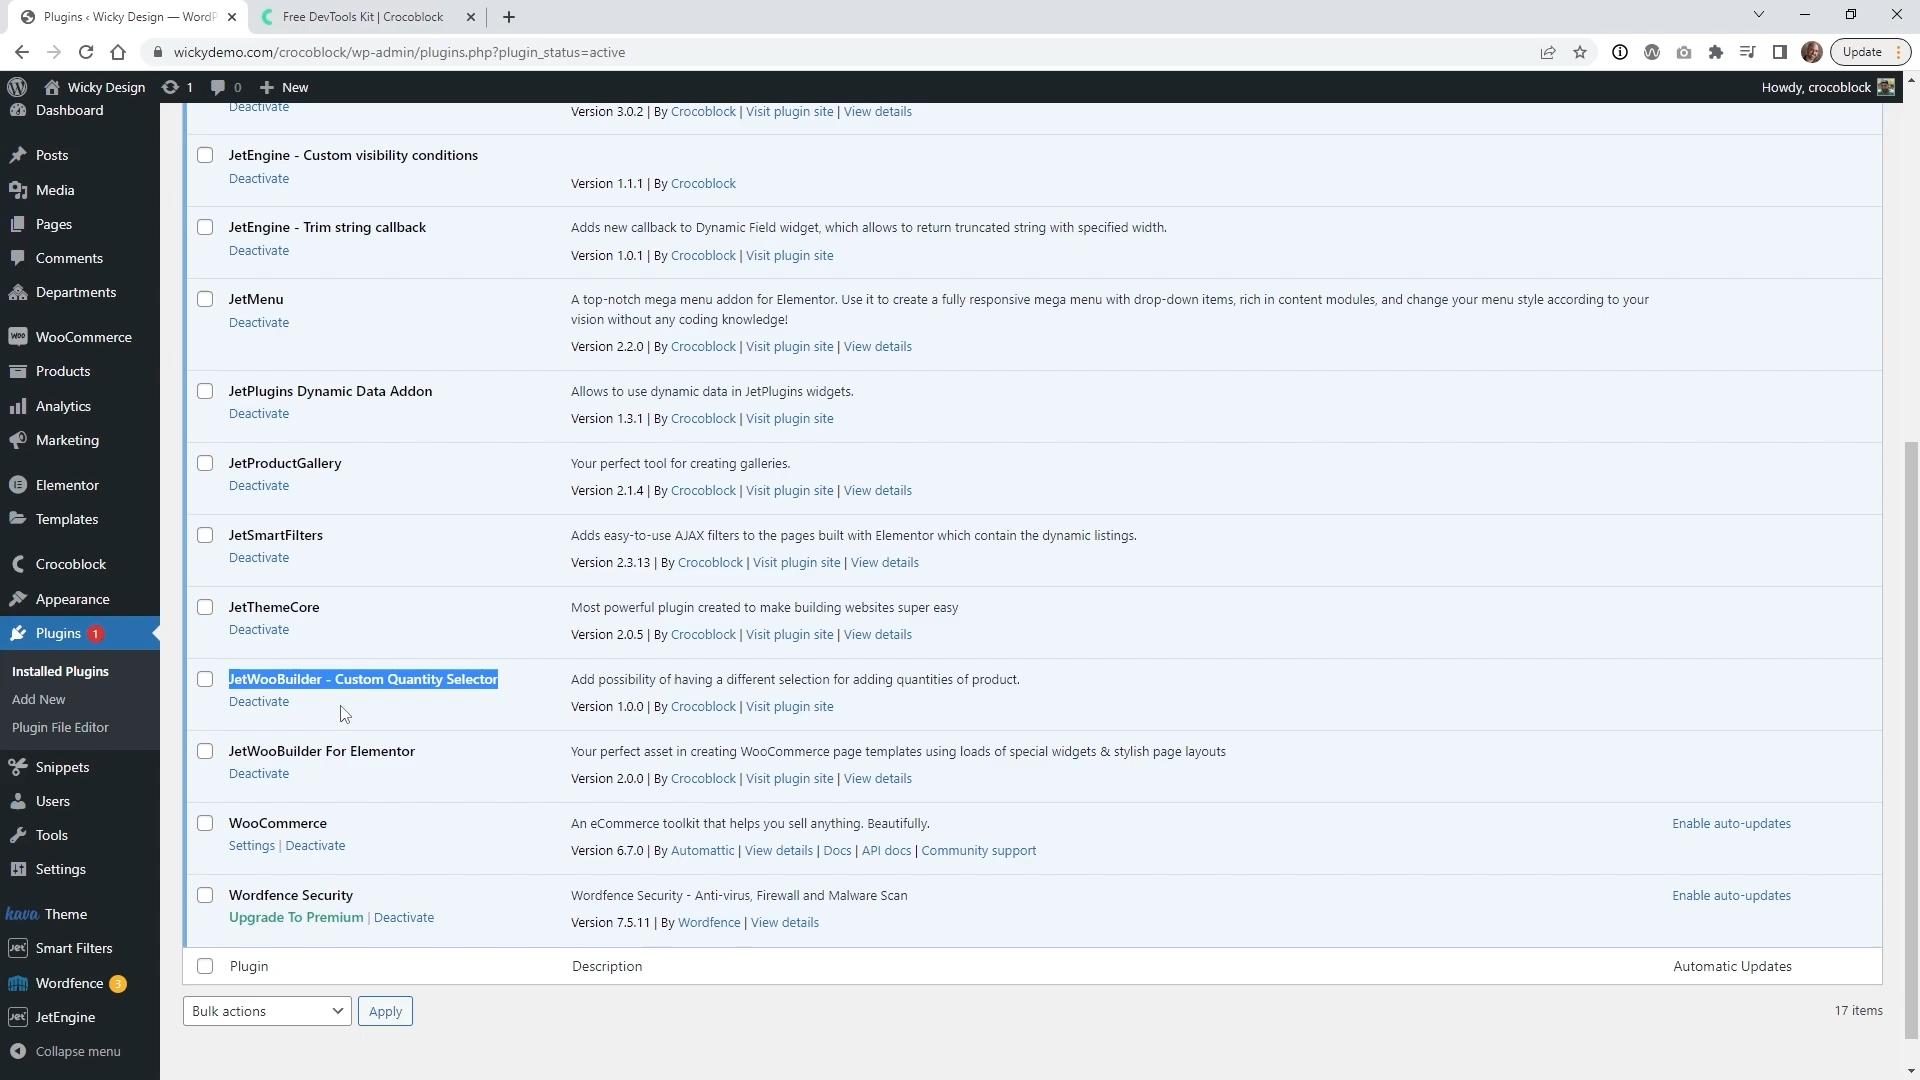 Plugins ‹ Wicky Design — WordP
Free DevTools Kit | Crocoblock
wickydemo.com/crocoblock/wp-admin/plugins.php?plugin_status=active
Update
Wicky Design
1
0
New
Howdy, crocoblock
Dashboard
Posts
Media
Pages
Comments
Departments
WooCommerce
Products
Analytics
Marketing
Elementor
Templates
Crocoblock
Appearance
Plugins 1
Installed Plugins
Add New
Plugin File Editor
Snippets
Users
Tools
Settings
kava Theme
Jet Smart Filters
Wordfence 3
Jet JetEngine
Collapse menu
Deactivate
Version 3.0.2 | By Crocoblock | Visit plugin site | View details
JetEngine - Custom visibility conditions
Deactivate
Version 1.1.1 | By Crocoblock
JetEngine - Trim string callback
Adds new callback to Dynamic Field widget, which allows to return truncated string with specified width.
Deactivate
Version 1.0.1 | By Crocoblock | Visit plugin site
JetMenu
A top-notch mega menu addon for Elementor. Use it to create a fully responsive mega menu with drop-down items, rich in content modules, and change your menu style according to your
vision without any coding knowledge!
Deactivate
Version 2.2.0 | By Crocoblock | Visit plugin site | View details
JetPlugins Dynamic Data Addon
Allows to use dynamic data in JetPlugins widgets.
Deactivate
Version 1.3.1 | By Crocoblock | Visit plugin site
JetProductGallery
Your perfect tool for creating galleries.
Deactivate
Version 2.1.4 | By Crocoblock | Visit plugin site | View details
JetSmartFilters
Adds easy-to-use AJAX filters to the pages built with Elementor which contain the dynamic listings.
Deactivate
Version 2.3.13 | By Crocoblock | Visit plugin site | View details
JetThemeCore
Most powerful plugin created to make building websites super easy
Deactivate
Version 2.0.5 | By Crocoblock | Visit plugin site | View details
JetWooBuilder - Custom Quantity Selector
Add possibility of having a different selection for adding quantities of product.
Deactivate
Version 1.0.0 | By Crocoblock | Visit plugin site
JetWooBuilder For Elementor
Your perfect asset in creating WooCommerce page templates using loads of special widgets & stylish page layouts
Deactivate
Version 2.0.0 | By Crocoblock | Visit plugin site | View details
WooCommerce
An eCommerce toolkit that helps you sell anything. Beautifully.
Enable auto-updates
Settings | Deactivate
Version 6.7.0 | By Automattic | View details | Docs | API docs | Community support
Wordfence Security
Wordfence Security - Anti-virus, Firewall and Malware Scan
Enable auto-updates
Upgrade To Premium | Deactivate
Version 7.5.11 | By Wordfence | View details
Plugin
Description
Automatic Updates
Bulk actions
Apply
17 items